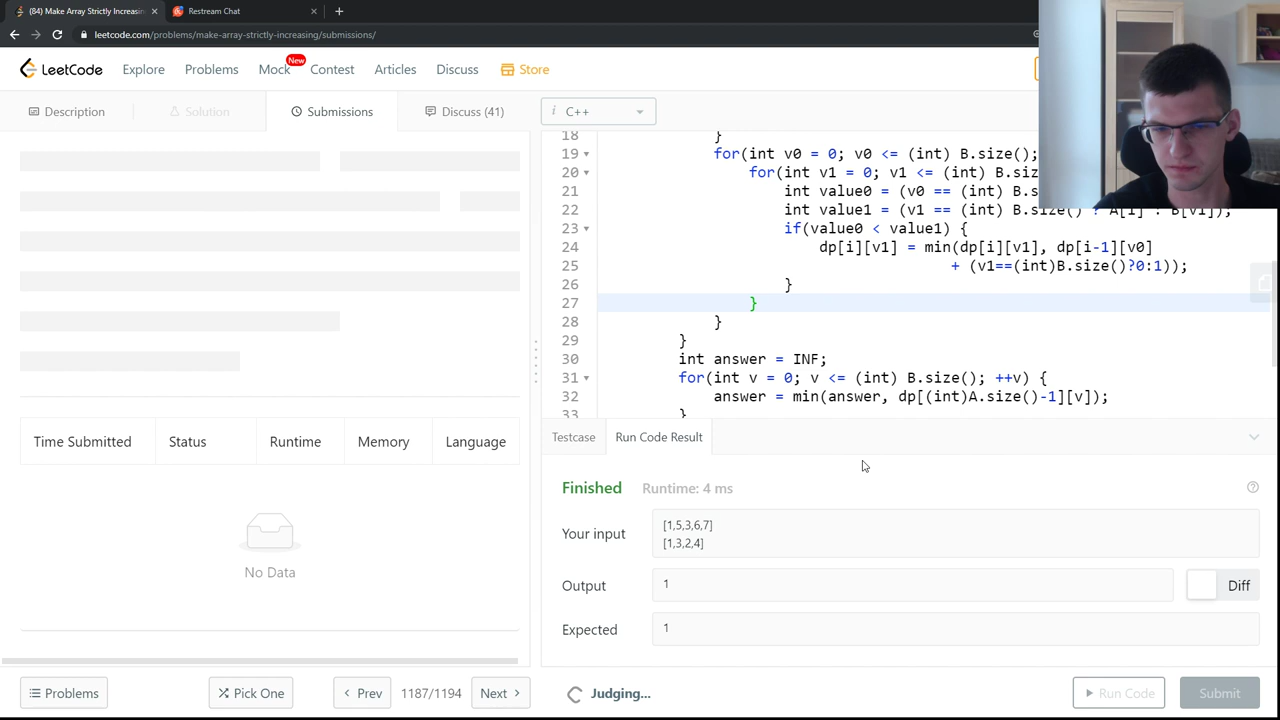 (84) Make Array Strictly Increasin
Restream Chat
leetcode.com/problems/make-array-strictly-increasing/submissions/
LeetCode
Explore
Problems
Mock
New
Contest
Articles
Discuss
Store
Description
Solution
Submissions
Discuss (41)
i C++
18 }
19 for(int v0 = 0; v0 <= (int) B.size();
20 for(int v1 = 0; v1 <= (int) B.siz
21 int value0 = (v0 == (int) B.s
22 int value1 = (v1 == (int) B.size() ? A[i] : B[v1]);
23 if(value0 < value1) {
24 dp[i][v1] = min(dp[i][v1], dp[i-1][v0]
25 + (v1==(int)B.size()?0:1));
26 }
27 }
28 }
29 }
30 int answer = INF;
31 for(int v = 0; v <= (int) B.size(); ++v) {
32 answer = min(answer, dp[(int)A.size()-1][v]);
33 }
Testcase
Run Code Result
Finished
Runtime: 4 ms
Your input
[1,5,3,6,7]
[1,3,2,4]
Output
1
Diff
Expected
1
Time Submitted
Status
Runtime
Memory
Language
No Data
Problems
Pick One
Prev
1187/1194
Next
Judging...
Run Code
Submit